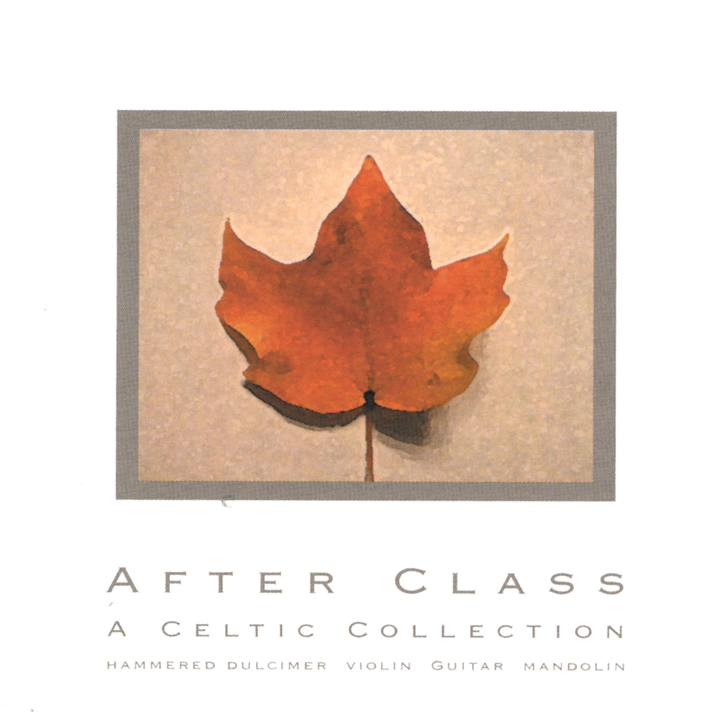 AFTER CLASS
A CELTIC COLLECTION
HAMMERED DULCIMER VIOLIN GUITAR MANDOLIN